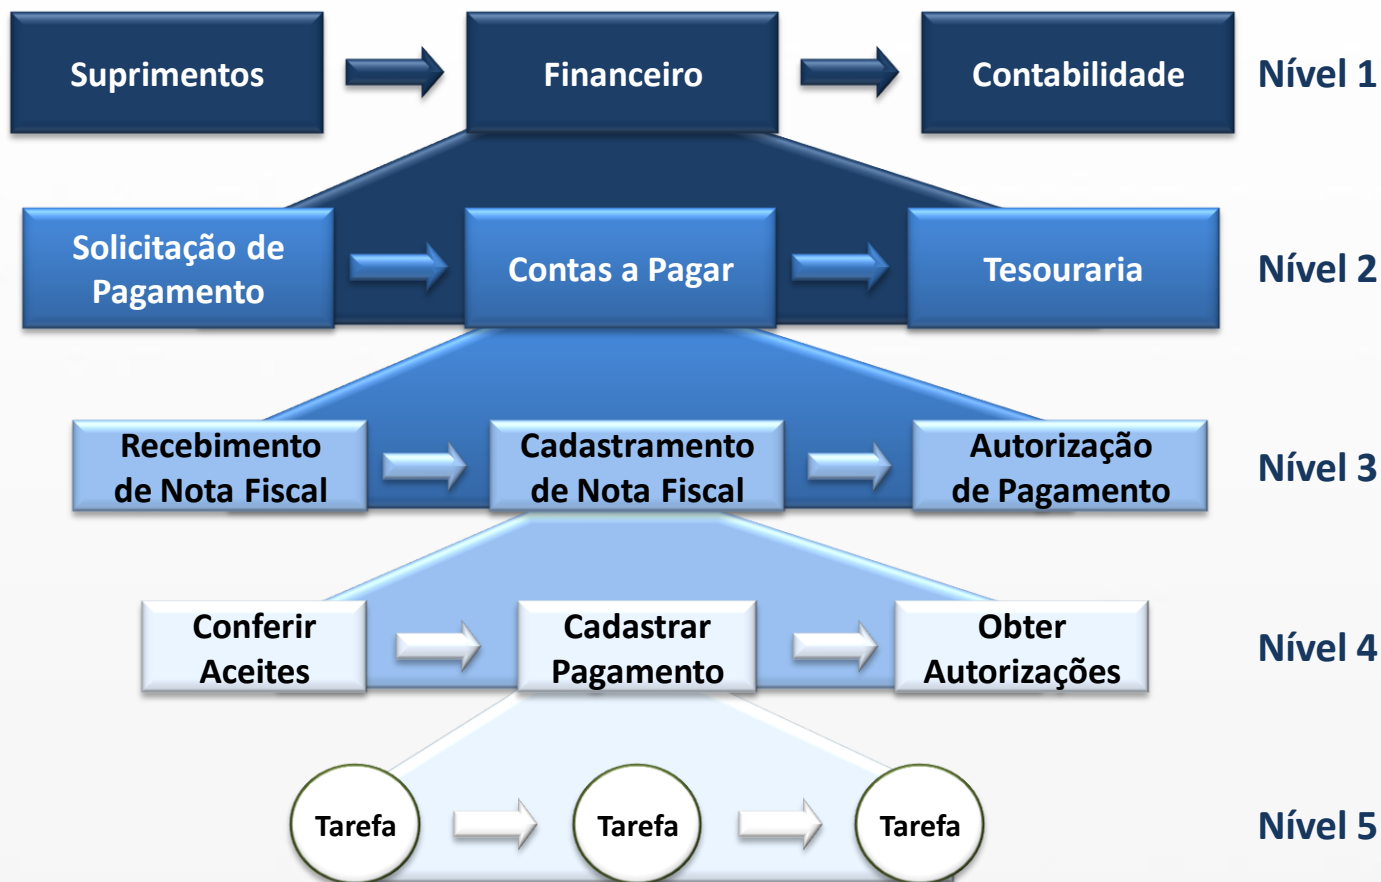 Suprimentos
Financeiro
Contabilidade
Nível 1
Solicitação de
Pagamento
Contas a Pagar
Tesouraria
Nível 2
Recebimento
de Nota Fiscal
Cadastramento
de Nota Fiscal
Autorização
de Pagamento
Nível 3
Conferir
Aceites
Cadastrar
Pagamento
Obter
Autorizações
Nível 4
Tarefa
Tarefa
Tarefa
Nível 5